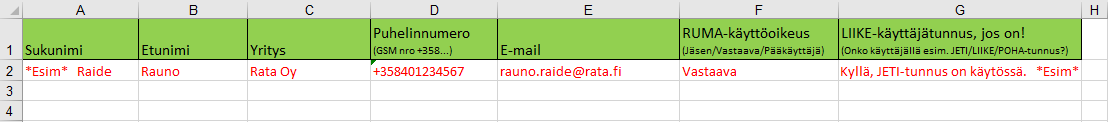 A B C D E F G H
1 Sukunimi Etunimi Yritys Puhelinnumero (GSM nro +358...) E-mail RUMA-käyttöoikeus (Jäsen/Vastaava/Pääkäyttäjä) LIIKE-käyttäjätunnus, jos on! (Onko käyttäjällä esim. JETI/LIIKE/POHA-tunnus?)
2 *Esim* Raide Rauno Rata Oy +358401234567 rauno.raide@rata.fi Vastaava Kyllä, JETI-tunnus on käytössä. *Esim*
3
4